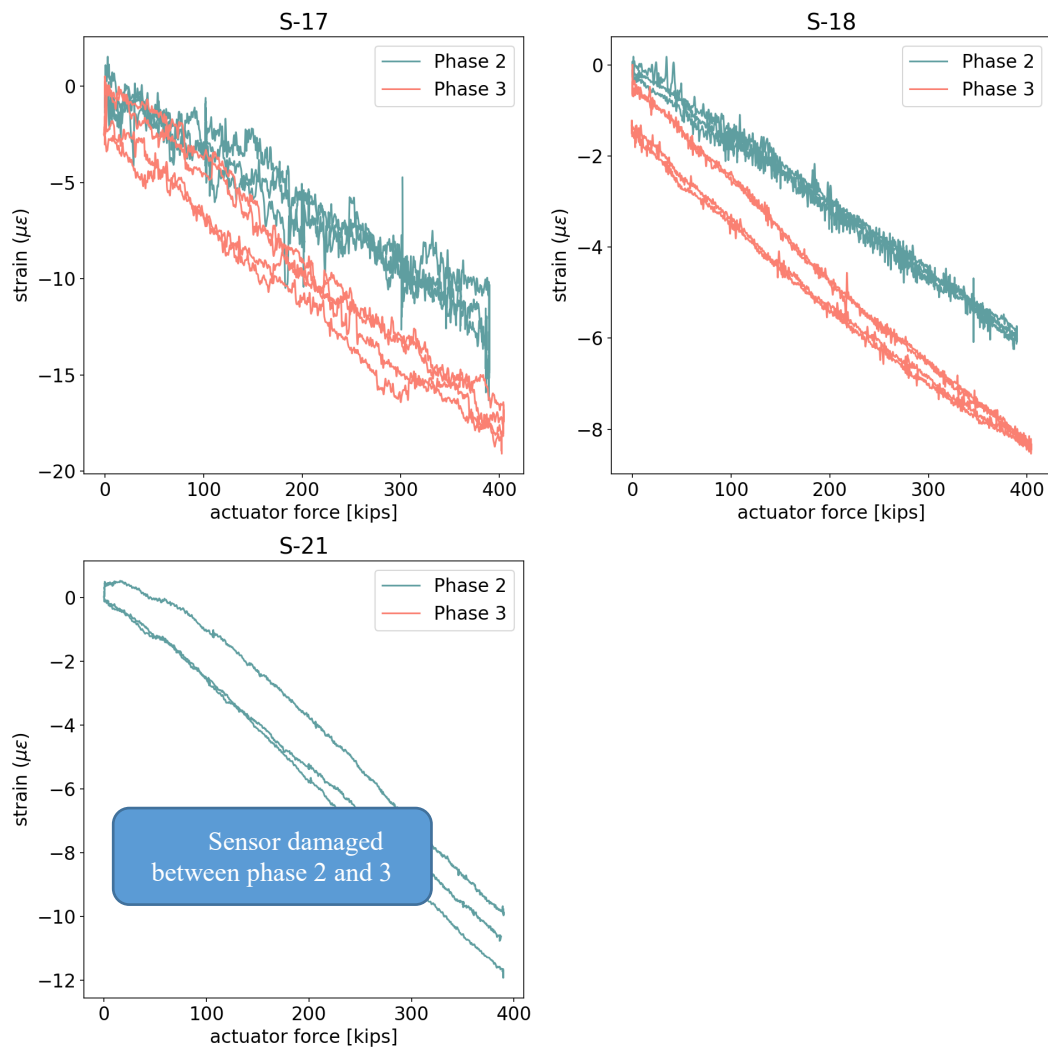 S-17
Phase 2
Phase 3
0
−5
−10
−15
−20
strain (με)
0 100 200 300 400
actuator force [kips]
S-18
Phase 2
Phase 3
0
−2
−4
−6
−8
strain (με)
0 100 200 300 400
actuator force [kips]
S-21
Phase 2
Phase 3
0
−2
−4
−6
−8
−10
−12
strain (με)
Sensor damaged
between phase 2 and 3
0 100 200 300 400
actuator force [kips]